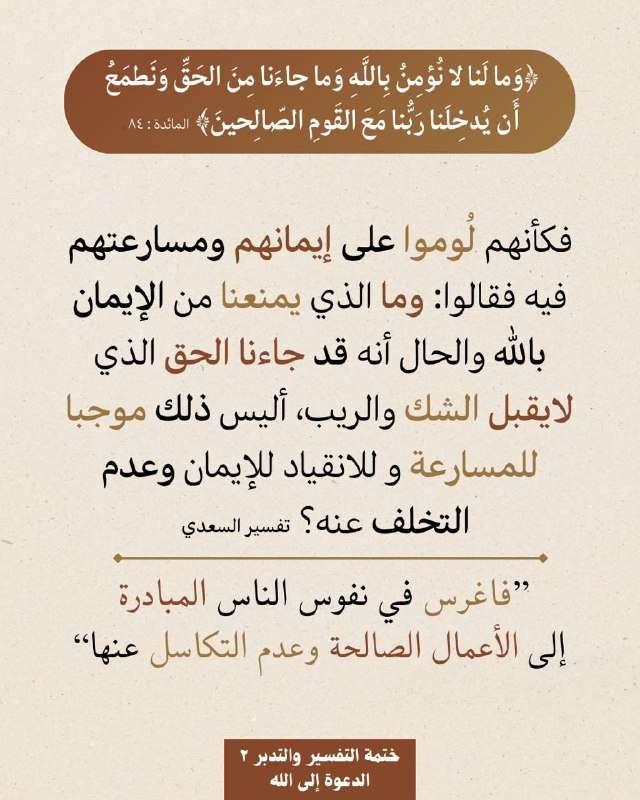 ﴿وَما لَنا لا نُؤمِنُ بِاللَّهِ وَما جاءَنا مِنَ الحَقِّ وَنَطمَعُ
أَن يُدخِلَنا رَبُّنا مَعَ القَومِ الصّالِحينَ﴾ المائدة : ٨٤
فكأنهم لُوموا على إيمانهم ومسارعتهم
فيه فقالوا: وما الذي يمنعنا من الإيمان
بالله والحال أنه قد جاءنا الحق الذي
لايقبل الشك والريب، أليس ذلك موجبا
للمسارعة و للانقياد للإيمان وعدم
التخلف عنه؟ تفسير السعدي
”فاغرس في نفوس الناس المبادرة
إلى الأعمال الصالحة وعدم التكاسل عنها“
ختمة التفسير والتدبر ٢
الدعوة إلى الله